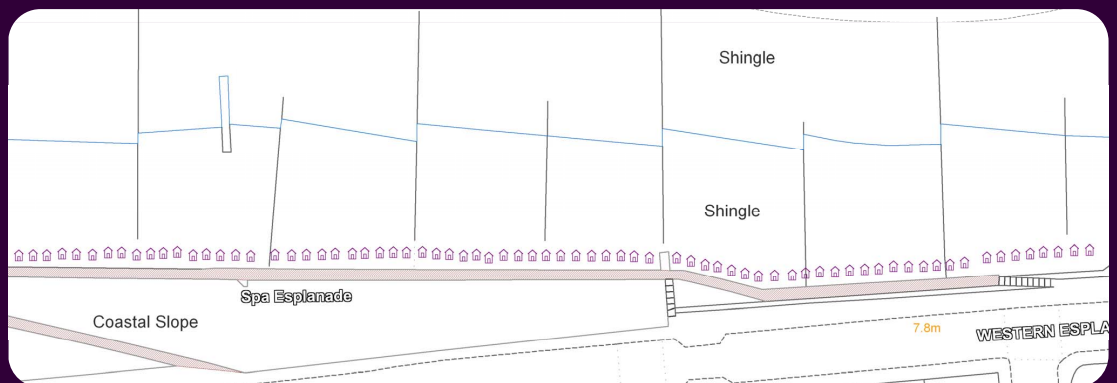 Shingle
Shingle
Spa Esplanade
Coastal Slope
7.8m
WESTERN ESPLA